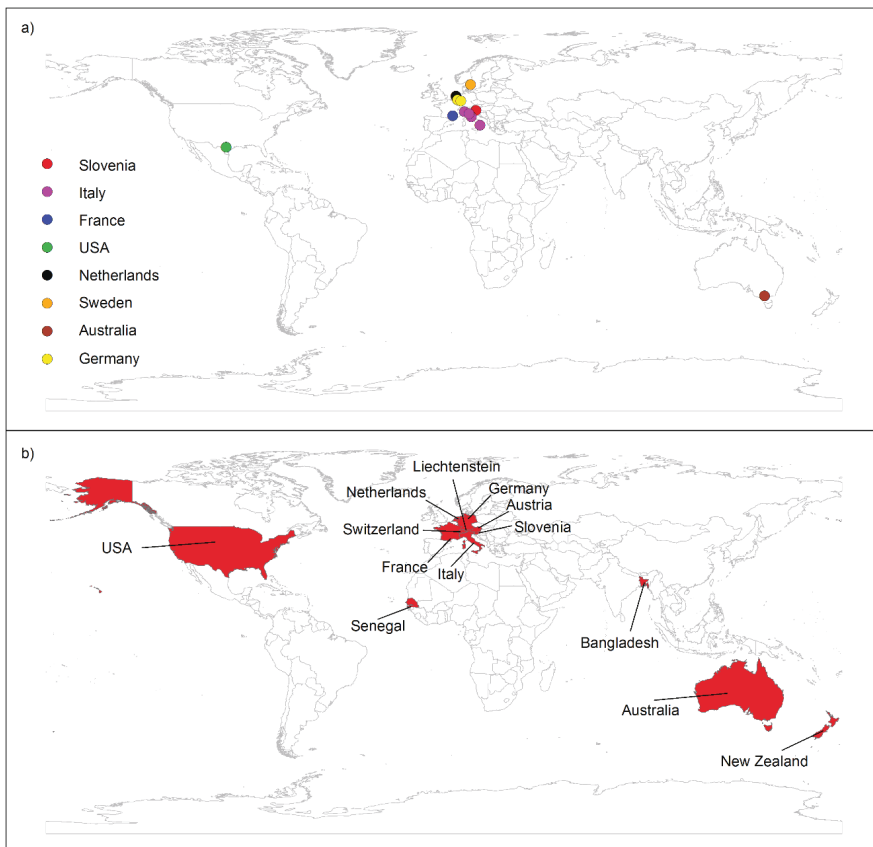 a)
Slovenia
Italy
France
USA
Netherlands
Sweden
Australia
Germany
b)
Liechtenstein
Netherlands
Germany
Austria
Switzerland
Slovenia
USA
France
Italy
Senegal
Bangladesh
Australia
New Zealand